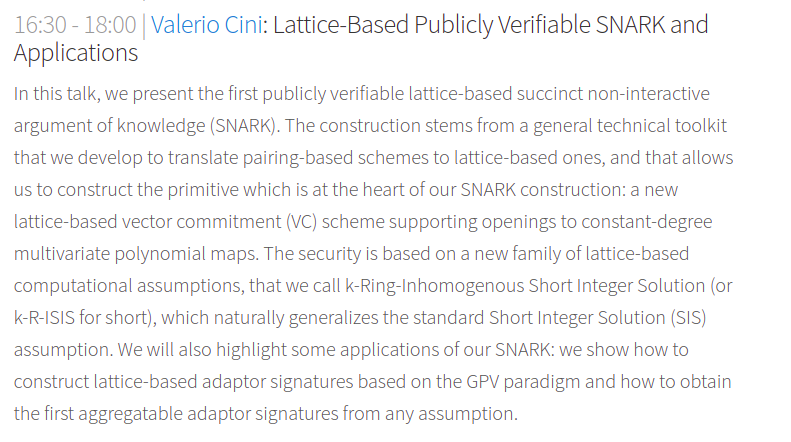 16:30 - 18:00 | Valerio Cini: Lattice-Based Publicly Verifiable SNARK and
Applications
In this talk, we present the first publicly verifiable lattice-based succinct non-interactive
argument of knowledge (SNARK). The construction stems from a general technical toolkit
that we develop to translate pairing-based schemes to lattice-based ones, and that allows
us to construct the primitive which is at the heart of our SNARK construction: a new
lattice-based vector commitment (VC) scheme supporting openings to constant-degree
multivariate polynomial maps. The security is based on a new family of lattice-based
computational assumptions, that we call k-Ring-Inhomogenous Short Integer Solution (or
k-R-ISIS for short), which naturally generalizes the standard Short Integer Solution (SIS)
assumption. We will also highlight some applications of our SNARK: we show how to
construct lattice-based adaptor signatures based on the GPV paradigm and how to obtain
the first aggregatable adaptor signatures from any assumption.